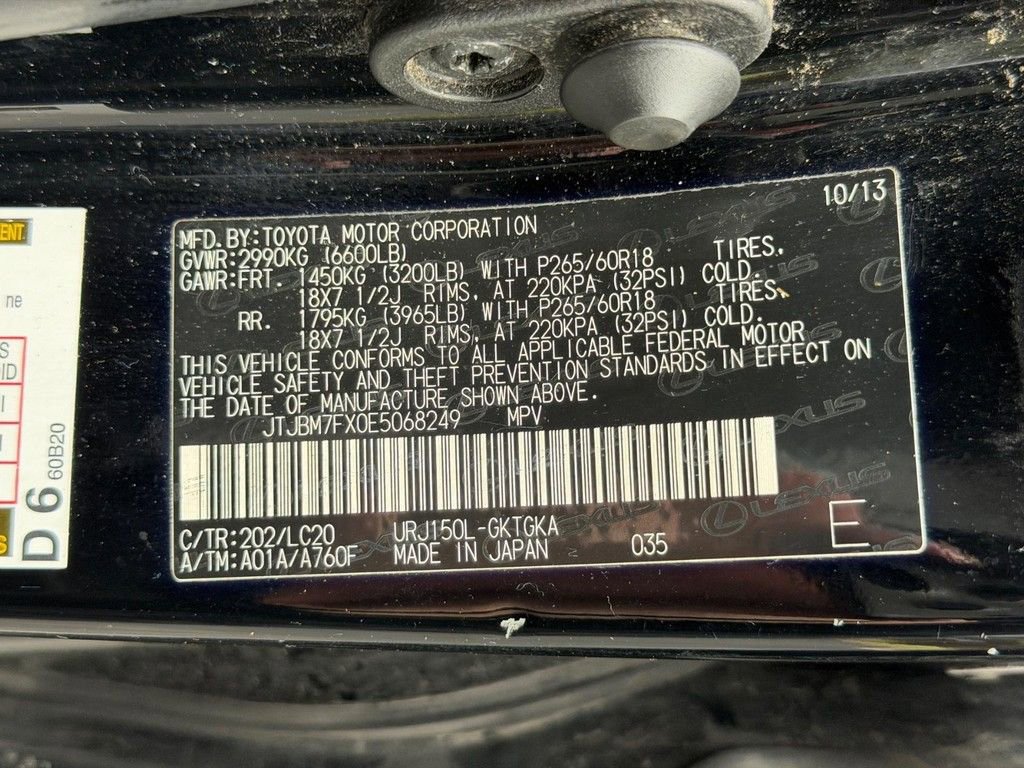 10/13
MFD. BY: TOYOTA MOTOR CORPORATION
GVWR: 2990KG (6600LB)
GAWR: FRT. 1450KG (3200LB) WITH P265/60R18 TIRES.
18X7 1/2J RIMS, AT 220KPA (32PSI) COLD.
RR. 1795KG (3965LB) WITH P265/60R18 TIRES.
18X7 1/2J RIMS, AT 220KPA (32PSI) COLD.
THIS VEHICLE CONFORMS TO ALL APPLICABLE FEDERAL MOTOR
VEHICLE SAFETY AND THEFT PREVENTION STANDARDS IN EFFECT ON
THE DATE OF MANUFACTURE SHOWN ABOVE.
JTJBM7FX0E5068249 MPV
C/TR: 202/LC20 URJ150L-GKTGKA
A/TM: A01A/A760F MADE IN JAPAN 035 E
LEXUS
ne
D 6 60B20